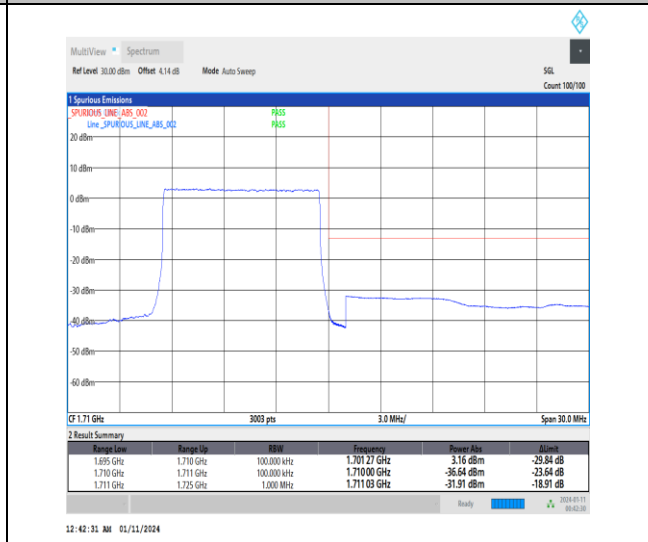 MultiView Spectrum
Ref Level 30.00 dBm Offset 4.14 dB Mode Auto Sweep SGL
Count 100/100
1 Spurious Emissions
_SPURIOUS_LINE_ABS_002 PASS
Line _SPURIOUS_LINE_ABS_002 PASS
20 dBm
10 dBm
0 dBm
-10 dBm
-20 dBm
-30 dBm
-40 dBm
-50 dBm
-60 dBm
CF 1.71 GHz 3003 pts 3.0 MHz/ Span 30.0 MHz
2 Result Summary
Range Low Range Up RBW Frequency Power Abs ΔLimit
1.695 GHz 1.710 GHz 100.000 kHz 1.701 27 GHz 3.16 dBm -29.84 dB
1.710 GHz 1.711 GHz 100.000 kHz 1.710 00 GHz -36.64 dBm -23.64 dB
1.711 GHz 1.725 GHz 1.000 MHz 1.711 03 GHz -31.91 dBm -18.91 dB
Ready 2024-01-11
00:42:30
12:42:31 AM 01/11/2024